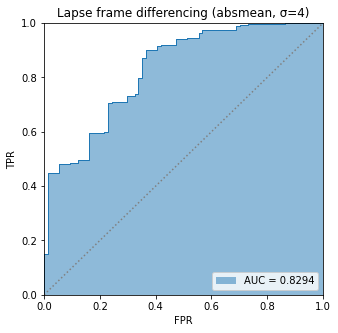 Lapse frame differencing (absmean, σ=4)
1.0
0.8
0.6
0.4
0.2
0.0
TPR
AUC = 0.8294
0.0 0.2 0.4 0.6 0.8 1.0
FPR